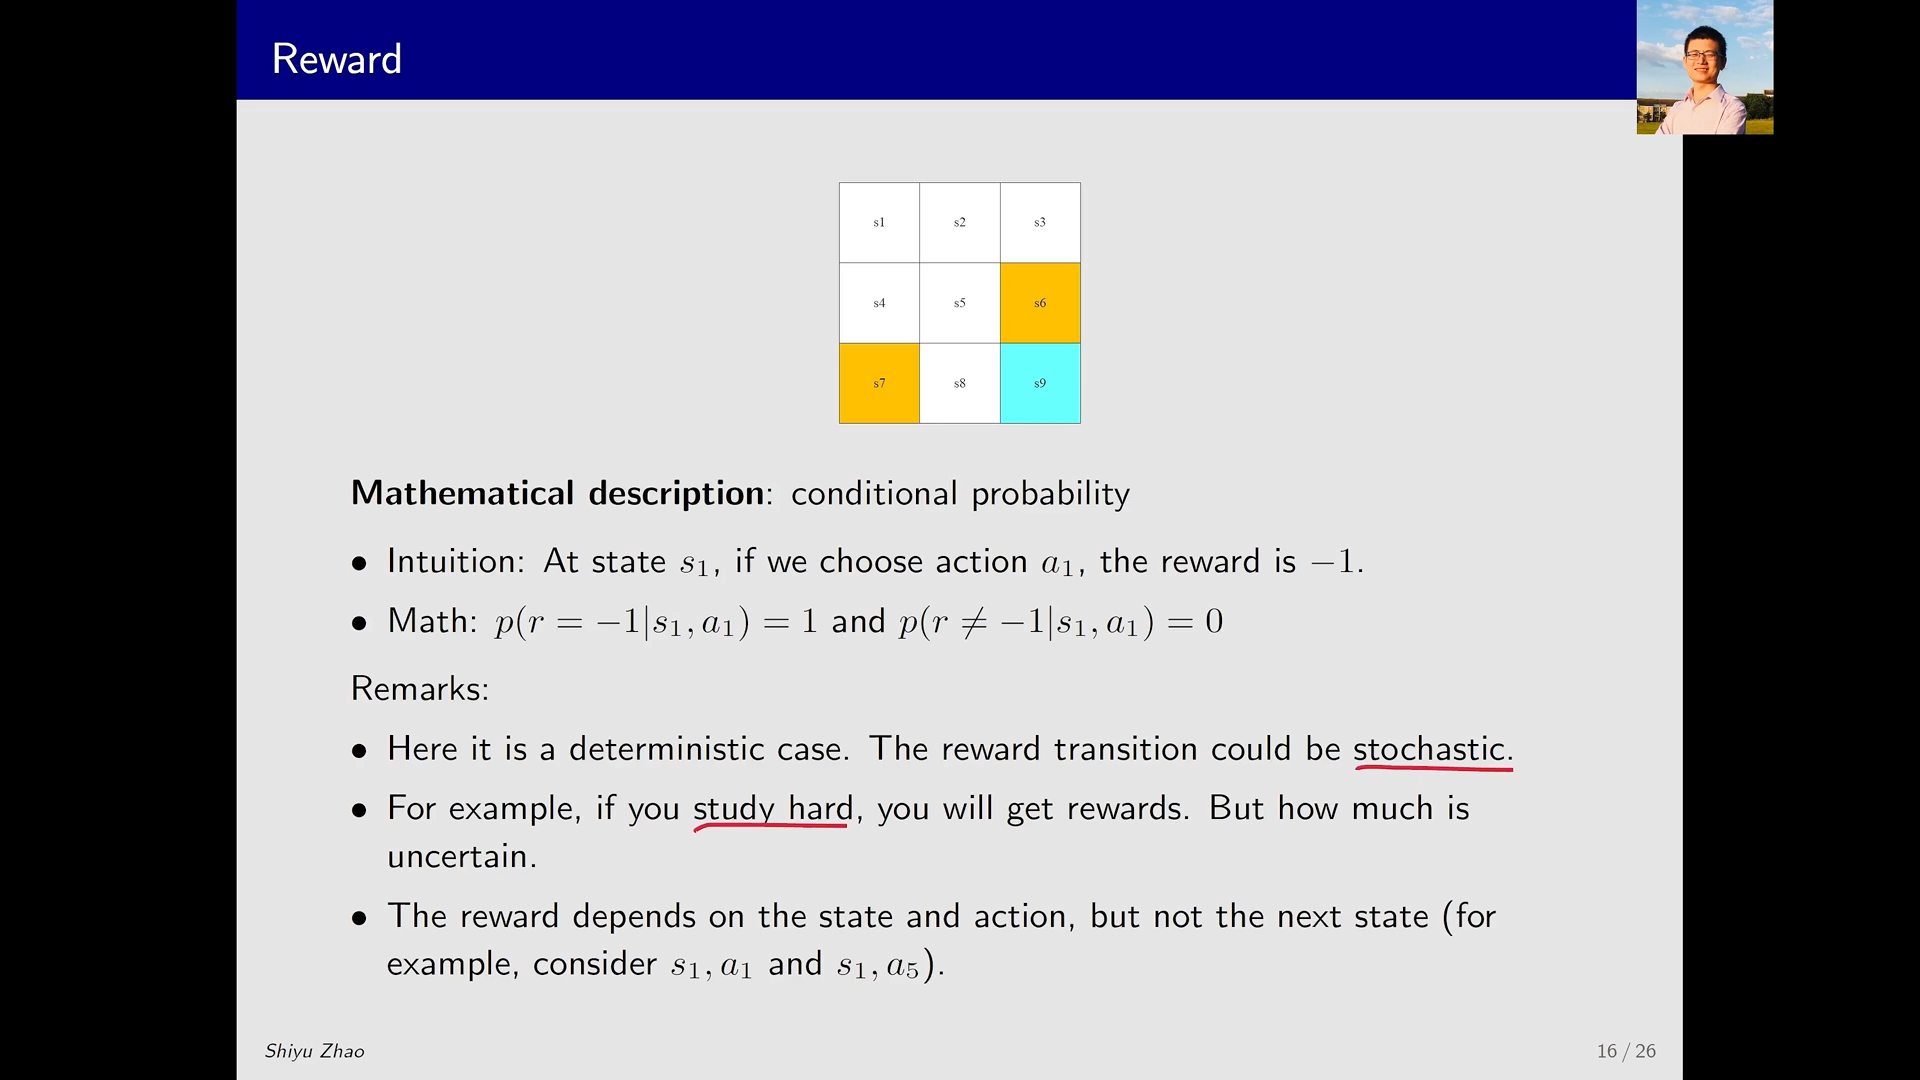 Reward
s1 s2 s3
s4 s5 s6
s7 s8 s9
Mathematical description: conditional probability
• Intuition: At state s₁, if we choose action a₁, the reward is −1.
• Math: p(r = −1|s₁, a₁) = 1 and p(r ≠ −1|s₁, a₁) = 0
Remarks:
• Here it is a deterministic case. The reward transition could be stochastic.
• For example, if you study hard, you will get rewards. But how much is
uncertain.
• The reward depends on the state and action, but not the next state (for
example, consider s₁, a₁ and s₁, a₅).
Shiyu Zhao
16 / 26